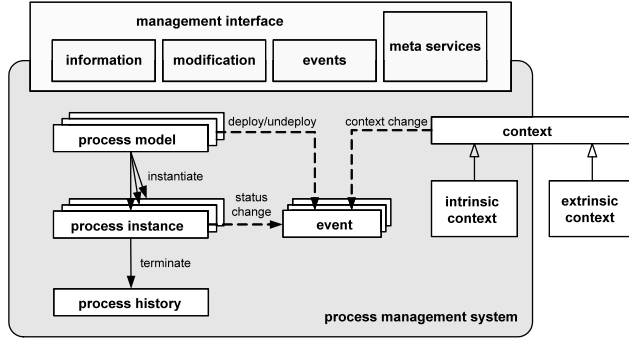 management interface
information
modification
events
meta services
deploy/undeploy
context change
process model
context
instantiate
process instance
status
change
event
intrinsic
context
extrinsic
context
terminate
process history
process management system